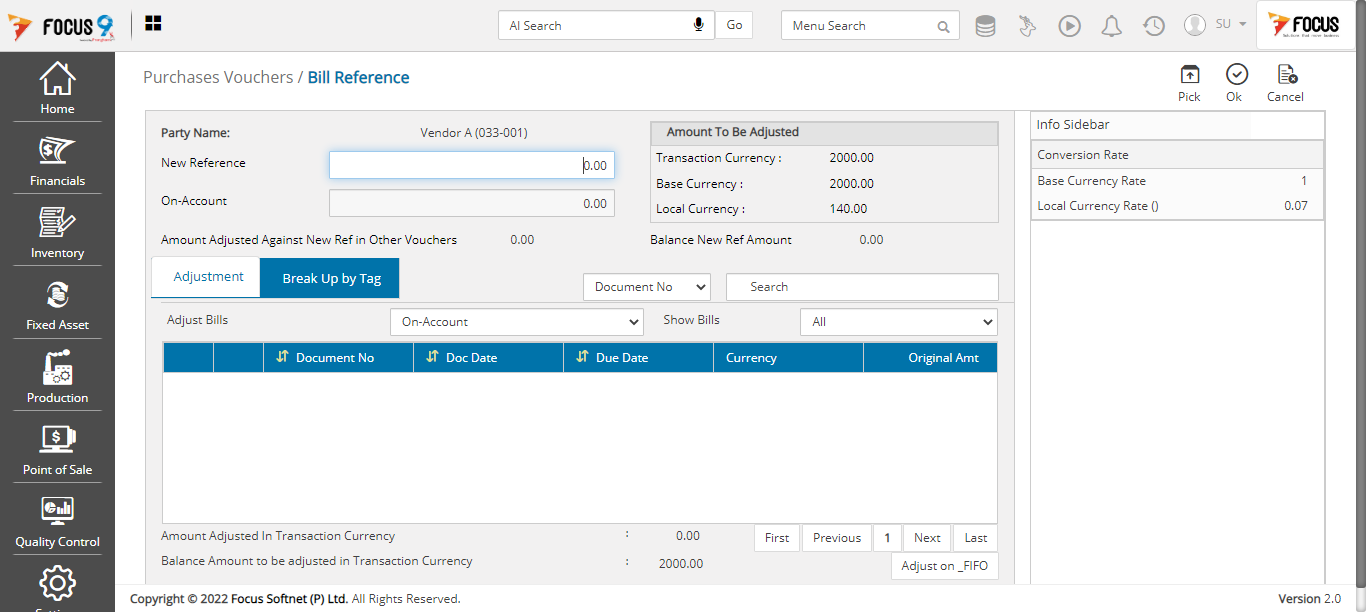 FOCUS 9
AI Search
Go
Menu Search
SU
FOCUS
Home
Financials
Inventory
Fixed Asset
Production
Point of Sale
Quality Control
Purchases Vouchers / Bill Reference
Pick
Ok
Cancel
Party Name:
Vendor A (033-001)
New Reference
0.00
On-Account
0.00
Amount To Be Adjusted
Transaction Currency :
2000.00
Base Currency :
2000.00
Local Currency :
140.00
Amount Adjusted Against New Ref in Other Vouchers
0.00
Balance New Ref Amount
0.00
Adjustment
Break Up by Tag
Document No
Search
Adjust Bills
On-Account
Show Bills
All
Document No
Doc Date
Due Date
Currency
Original Amt
Amount Adjusted In Transaction Currency
:
0.00
Balance Amount to be adjusted in Transaction Currency
:
2000.00
First
Previous
1
Next
Last
Adjust on _FIFO
Info Sidebar
Conversion Rate
Base Currency Rate
1
Local Currency Rate ()
0.07
Copyright © 2022 Focus Softnet (P) Ltd. All Rights Reserved.
Version 2.0